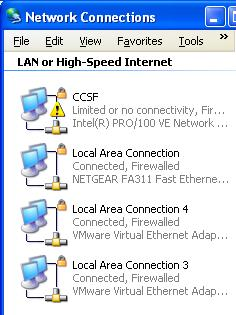 Network Connections
File Edit View Favorites Tools »
LAN or High-Speed Internet
CCSF
Limited or no connectivity, Fir...
Intel(R) PRO/100 VE Network ...
Local Area Connection
Connected, Firewalled
NETGEAR FA311 Fast Etherne...
Local Area Connection 4
Connected, Firewalled
VMware Virtual Ethernet Adap...
Local Area Connection 3
Connected, Firewalled
VMware Virtual Ethernet Adap...